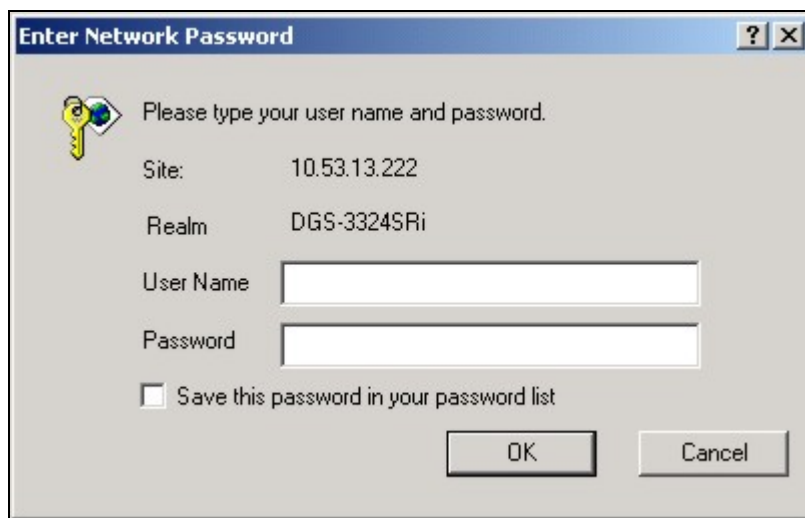 Enter Network Password
Please type your user name and password.
Site: 10.53.13.222
Realm DGS-3324SRi
User Name
Password
Save this password in your password list
OK Cancel